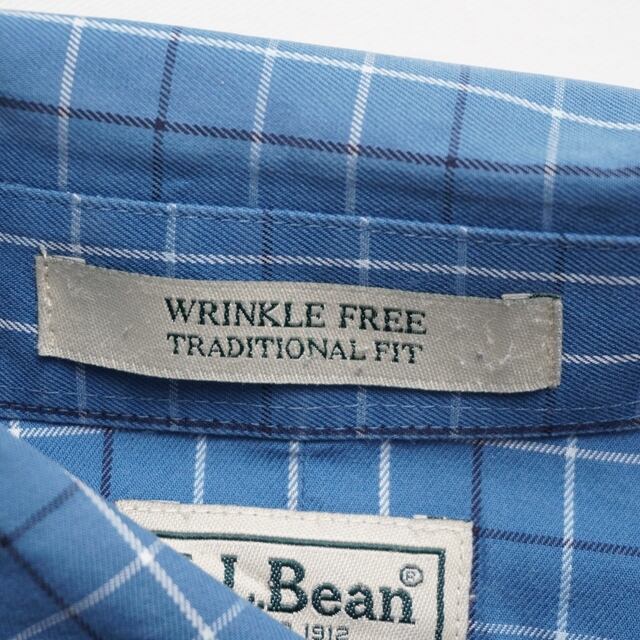 WRINKLE FREE
TRADITIONAL FIT
L.Bean®
1912